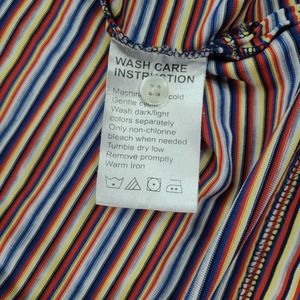 WASH CARE
INSTRUCTION
Machin cold
Gentle cycle
Wash dark/light
colors separately
Only non-chlorine
bleach when needed
Tumble dry low
Remove promptly
Warm Iron